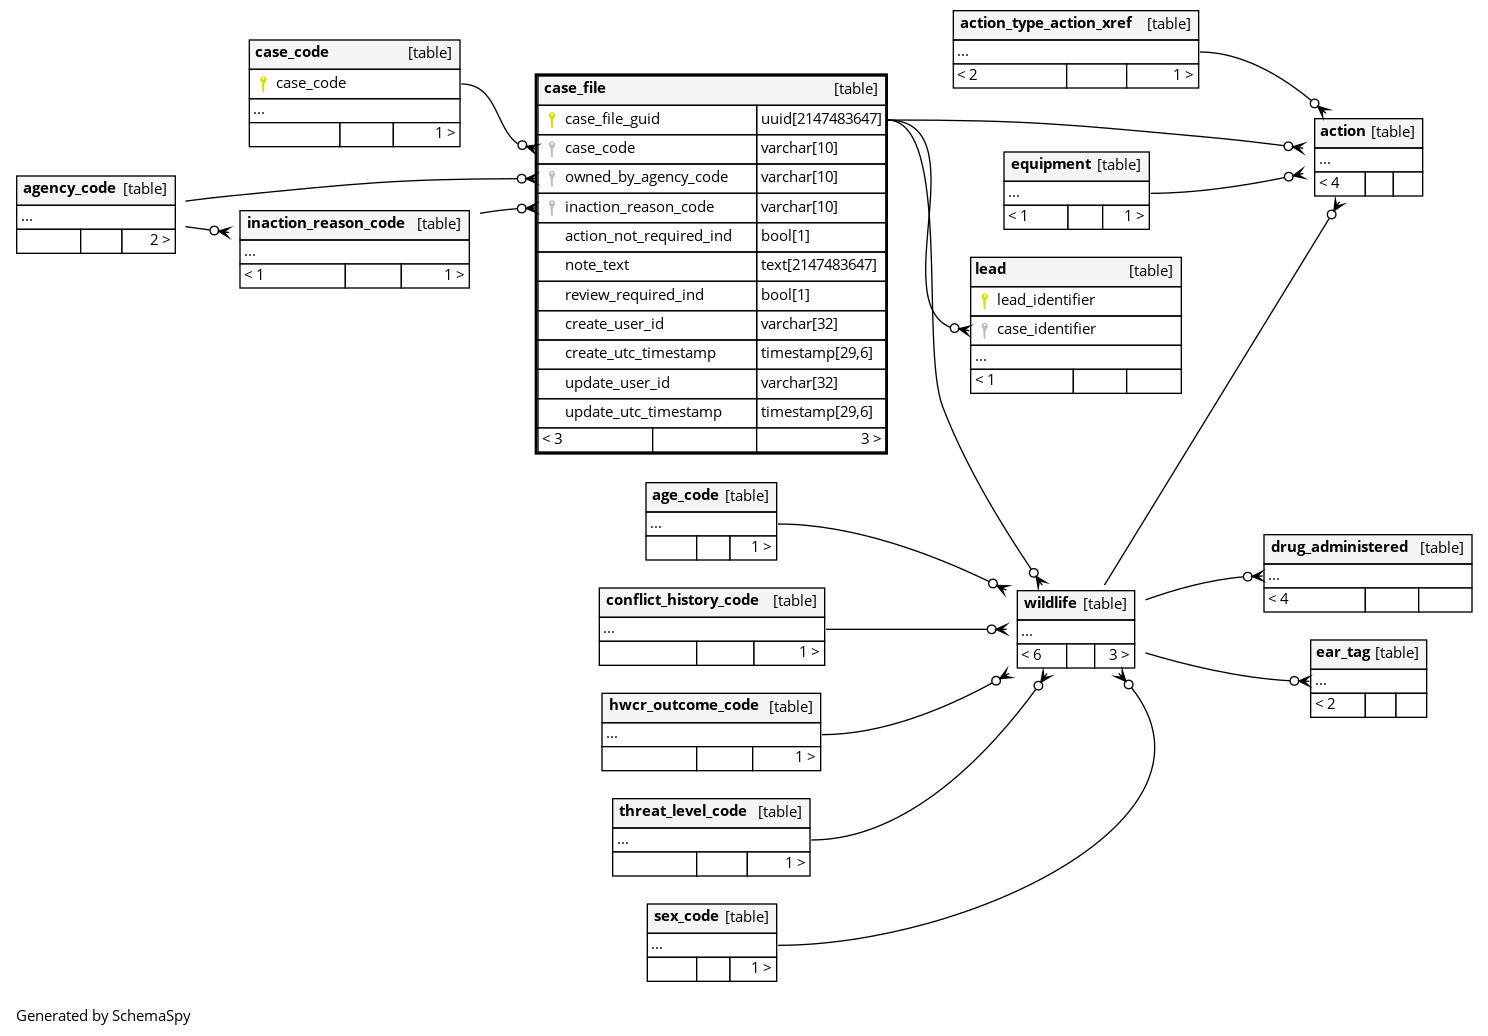 action_type_action_xref [table]
...
< 2 1 >
case_code [table]
case_code
...
1 >
case_file [table]
case_file_guid uuid[2147483647]
case_code varchar[10]
owned_by_agency_code varchar[10]
inaction_reason_code varchar[10]
action_not_required_ind bool[1]
note_text text[2147483647]
review_required_ind bool[1]
create_user_id varchar[32]
create_utc_timestamp timestamp[29,6]
update_user_id varchar[32]
update_utc_timestamp timestamp[29,6]
< 3 3 >
action [table]
...
< 4
equipment [table]
...
< 1 1 >
agency_code [table]
...
2 >
inaction_reason_code [table]
...
< 1 1 >
lead [table]
lead_identifier
case_identifier
...
< 1
age_code [table]
...
1 >
drug_administered [table]
...
< 4
conflict_history_code [table]
...
1 >
wildlife [table]
...
< 6 3 >
ear_tag [table]
...
< 2
hwcr_outcome_code [table]
...
1 >
threat_level_code [table]
...
1 >
sex_code [table]
...
1 >
Generated by SchemaSpy